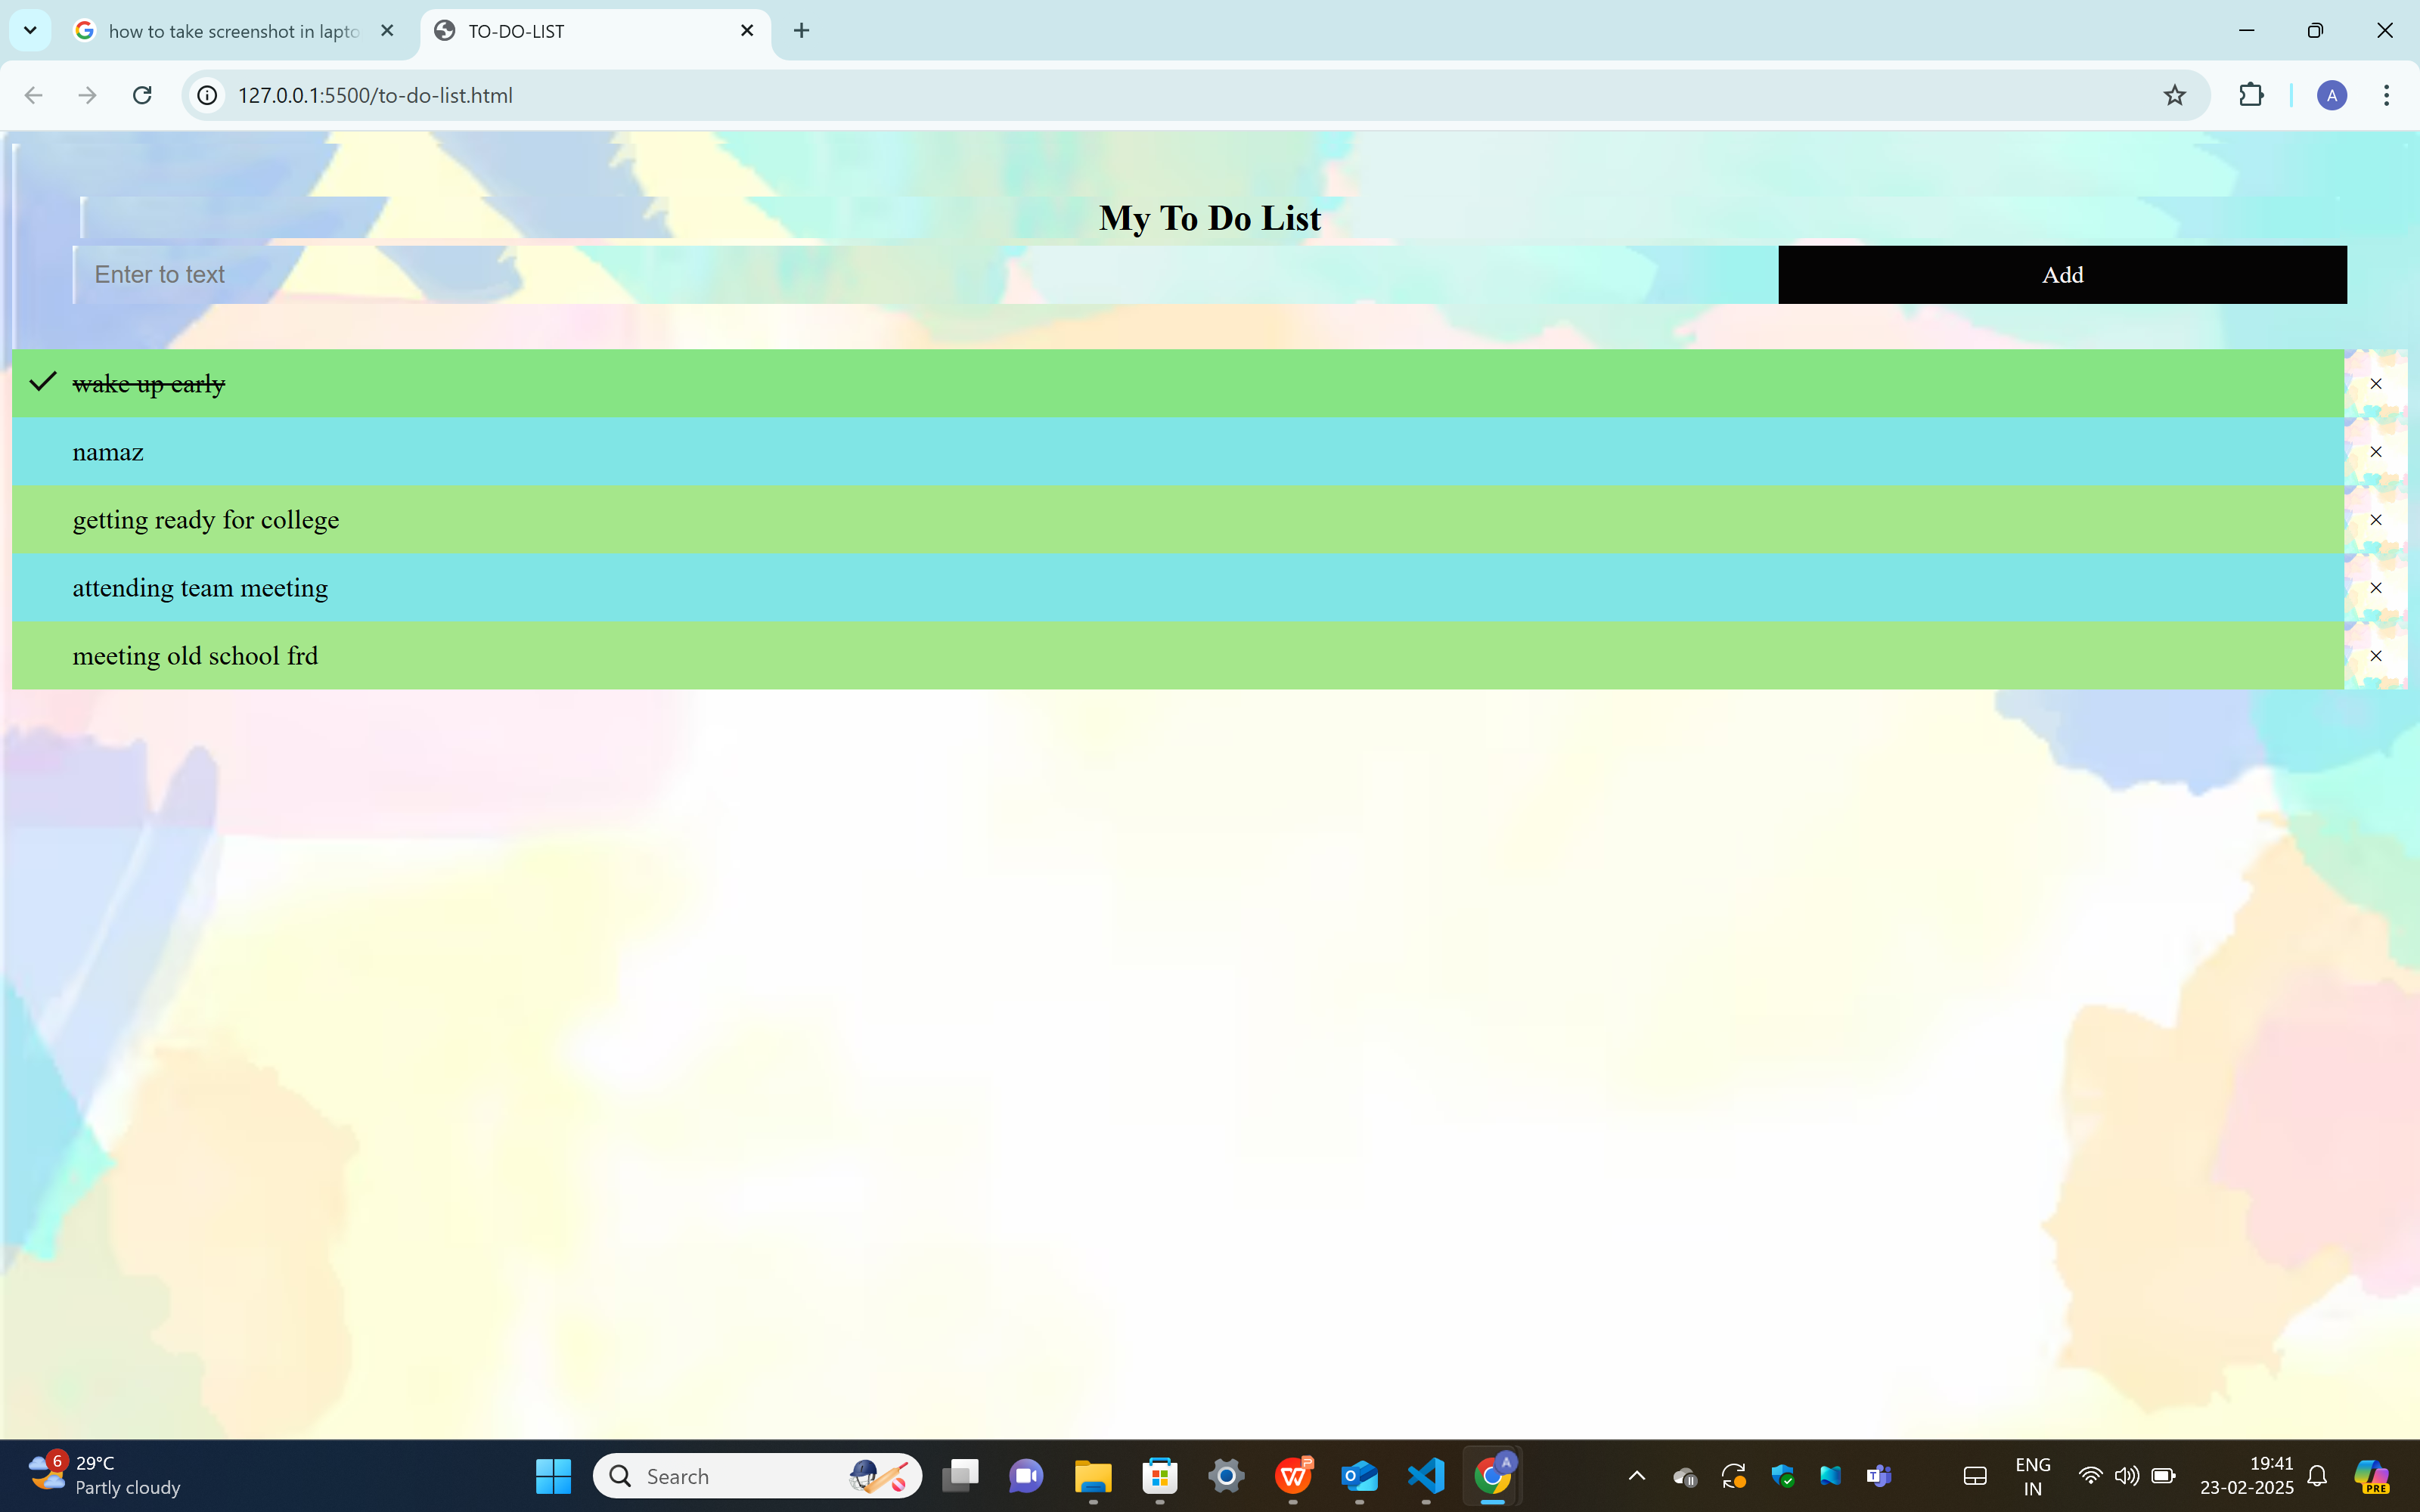 how to take screenshot in lapto
TO-DO-LIST
127.0.0.1:5500/to-do-list.html
A
My To Do List
Enter to text
Add
wake up early
namaz
getting ready for college
attending team meeting
meeting old school frd
6
29°C
Partly cloudy
Search
A
ENG
IN
19:41
23-02-2025
PRE